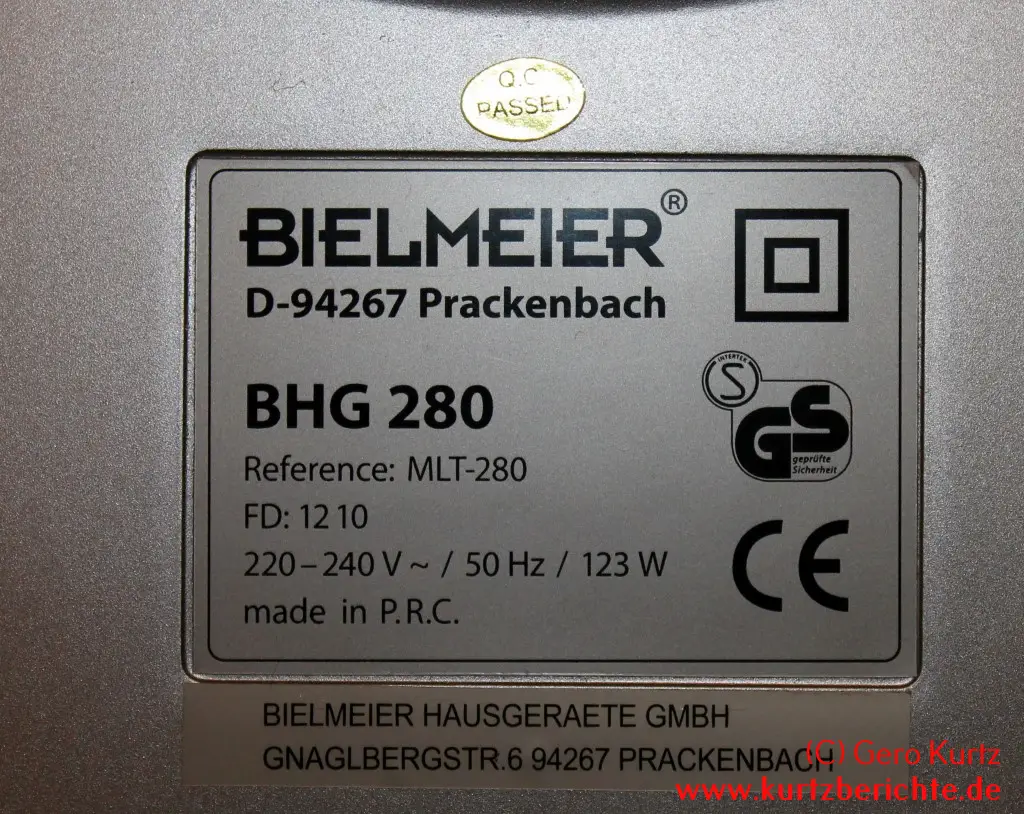 Q.C
PASSED
BIELMEIER®
D-94267 Prackenbach
BHG 280
Reference: MLT-280
FD: 12 10
220 – 240 V ~ / 50 Hz / 123 W
made in P.R.C.
INTERTEK
S
GS
geprüfte
Sicherheit
CE
BIELMEIER HAUSGERAETE GMBH
GNAGLBERGSTR.6 94267 PRACKENBACH
(C) Gero Kurtz
www.kurtzberichte.de